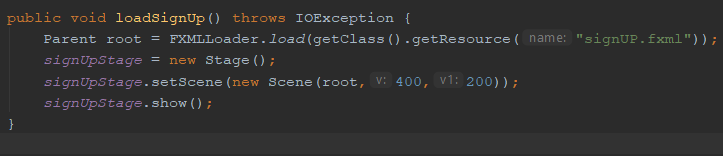 public void loadSignUp() throws IOException {
    Parent root = FXMLLoader.load(getClass().getResource( name: "signUP.fxml"));
    signUpStage = new Stage();
    signUpStage.setScene(new Scene(root, v: 400, v1: 200));
    signUpStage.show();
}